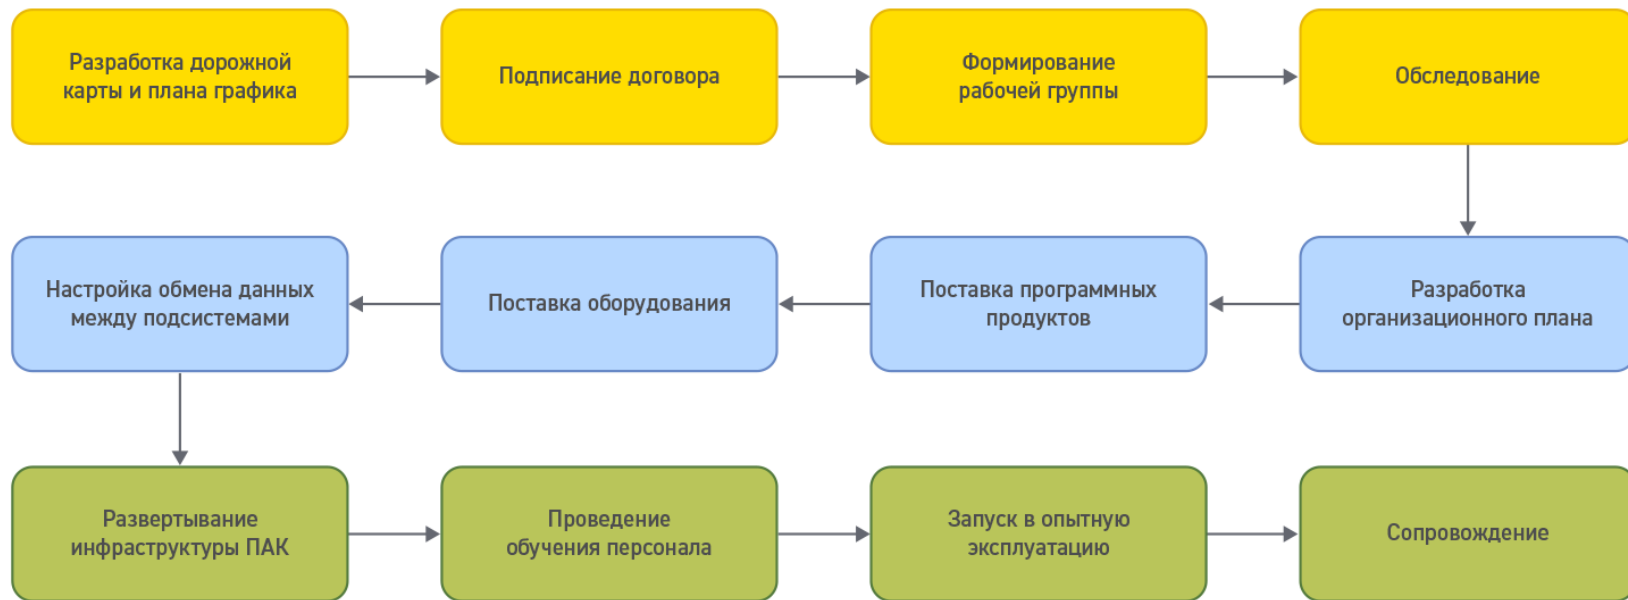 Разработка дорожной
карты и плана графика
Подписание договора
Формирование
рабочей группы
Обследование
Настройка обмена данных
между подсистемами
Поставка оборудования
Поставка программных
продуктов
Разработка
организационного плана
Развертывание
инфраструктуры ПАК
Проведение
обучения персонала
Запуск в опытную
эксплуатацию
Сопровождение